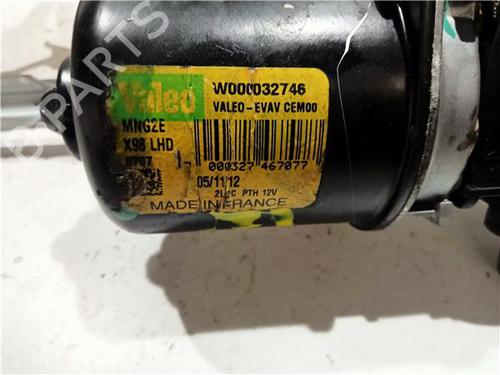 Valeo
W000032746
VALEO-EVAV CEM00
MNG2E
X98 LHD
000327 467077
05/11/12
2L2C PTH 12V
MADE IN FRANCE
PARTS